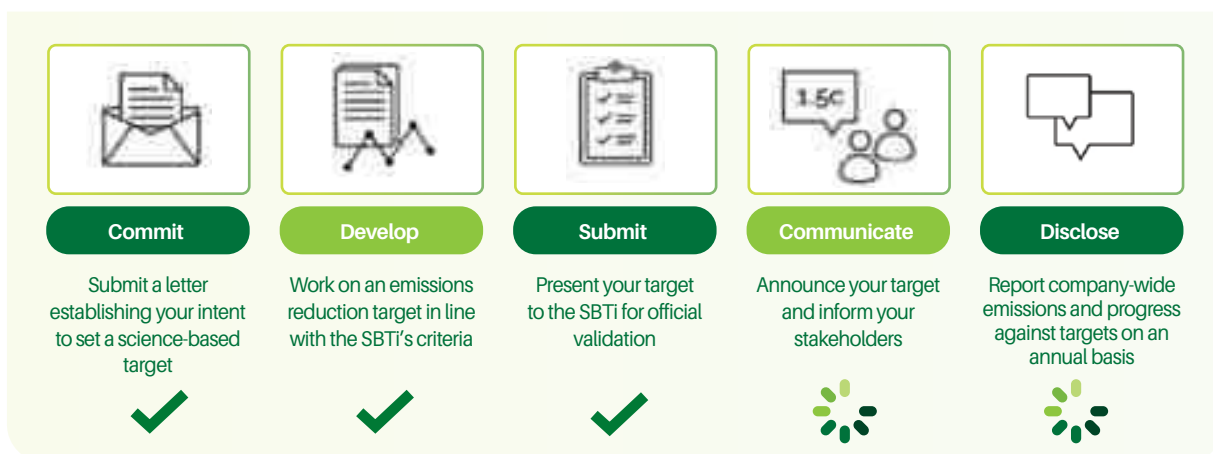 1.5C
Commit
Submit a letter
establishing your intent
to set a science-based
target
Develop
Work on an emissions
reduction target in line
with the SBTi’s criteria
Submit
Present your target
to the SBTi for official
validation
Communicate
Announce your target
and inform your
stakeholders
Disclose
Report company-wide
emissions and progress
against targets on an
annual basis